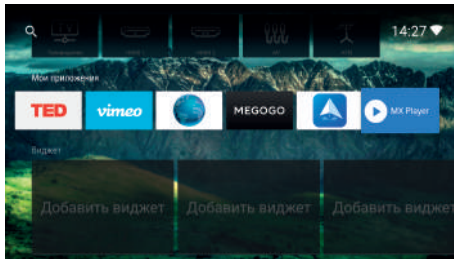 14:27
Мои приложения
TED vimeo MEGOGO MX Player
Виджет
Добавить виджет Добавить виджет Добавить виджет